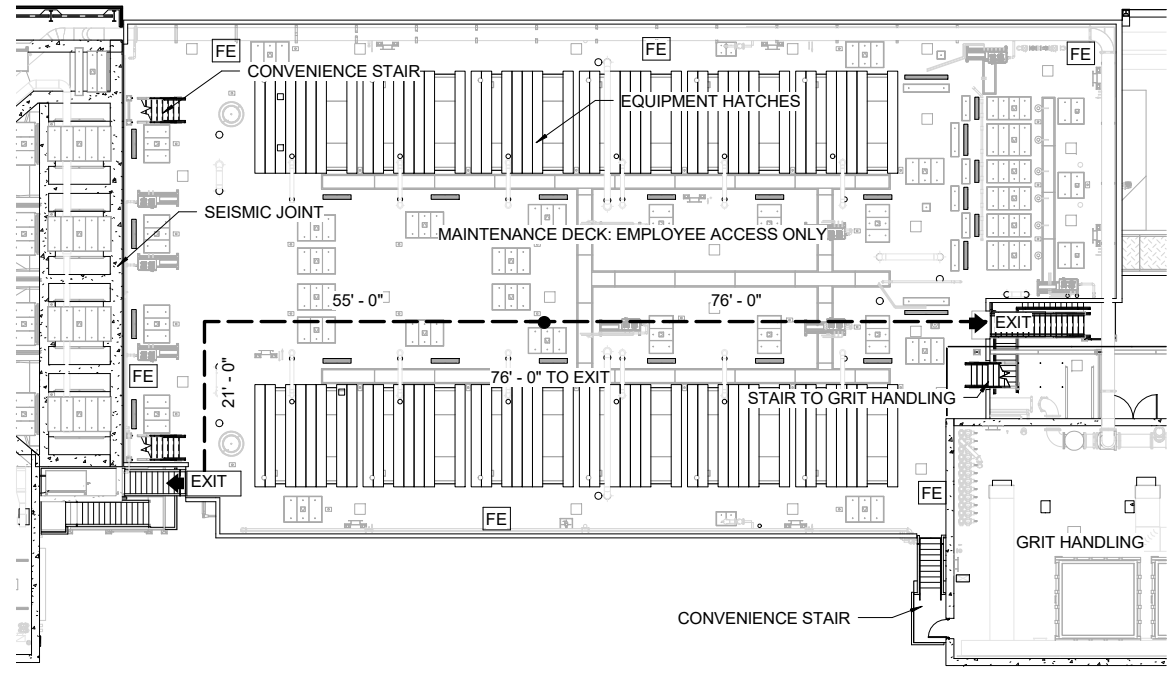 FE
FE
FE
CONVENIENCE STAIR
EQUIPMENT HATCHES
SEISMIC JOINT
MAINTENANCE DECK: EMPLOYEE ACCESS ONLY
55' - 0"
76' - 0"
EXIT
FE
21' - 0"
76' - 0" TO EXIT
STAIR TO GRIT HANDLING
EXIT
FE
FE
GRIT HANDLING
CONVENIENCE STAIR